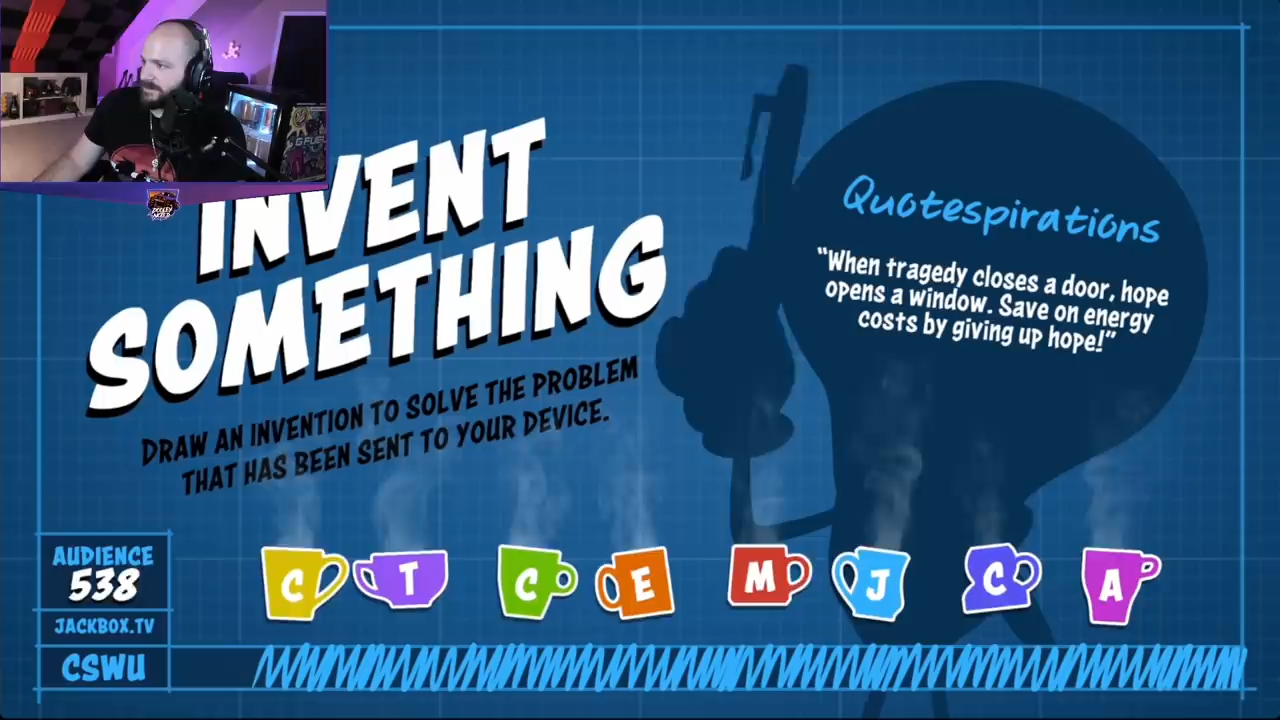 INVENT
SOMETHING
DRAW AN INVENTION TO SOLVE THE PROBLEM
THAT HAS BEEN SENT TO YOUR DEVICE.
Quotespirations
“When tragedy closes a door, hope
opens a window. Save on energy
costs by giving up hope!”
C T C E M J C A
AUDIENCE
538
JACKBOX.TV
CSWU
G FUEL